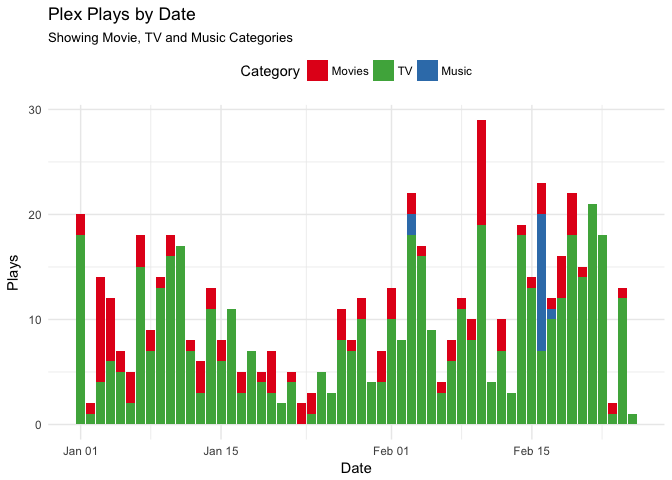 Plex Plays by Date
Showing Movie, TV and Music Categories
Category Movies TV Music
30
20
10
0
Plays
Jan 01 Jan 15 Feb 01 Feb 15
Date